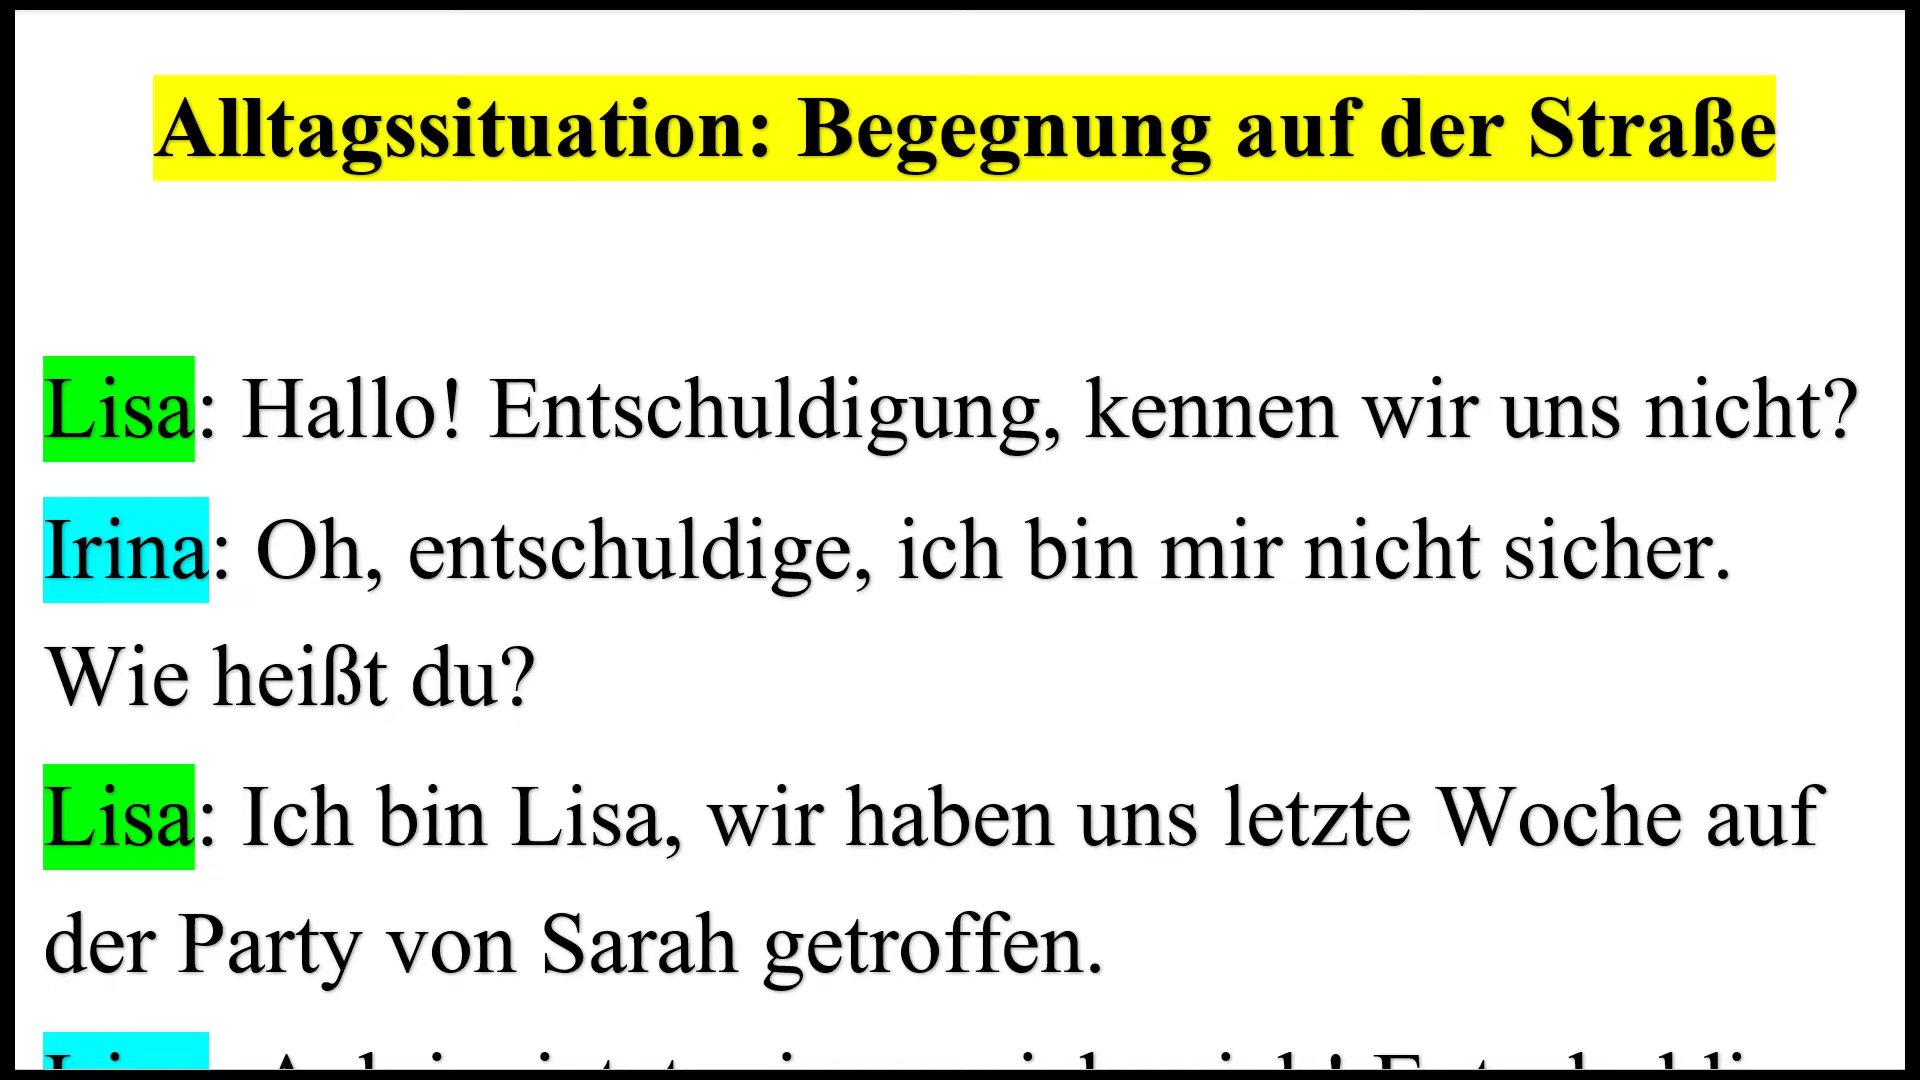 Alltagssituation: Begegnung auf der Straße
Lisa: Hallo! Entschuldigung, kennen wir uns nicht?
Irina: Oh, entschuldige, ich bin mir nicht sicher.
Wie heißt du?
Lisa: Ich bin Lisa, wir haben uns letzte Woche auf
der Party von Sarah getroffen.